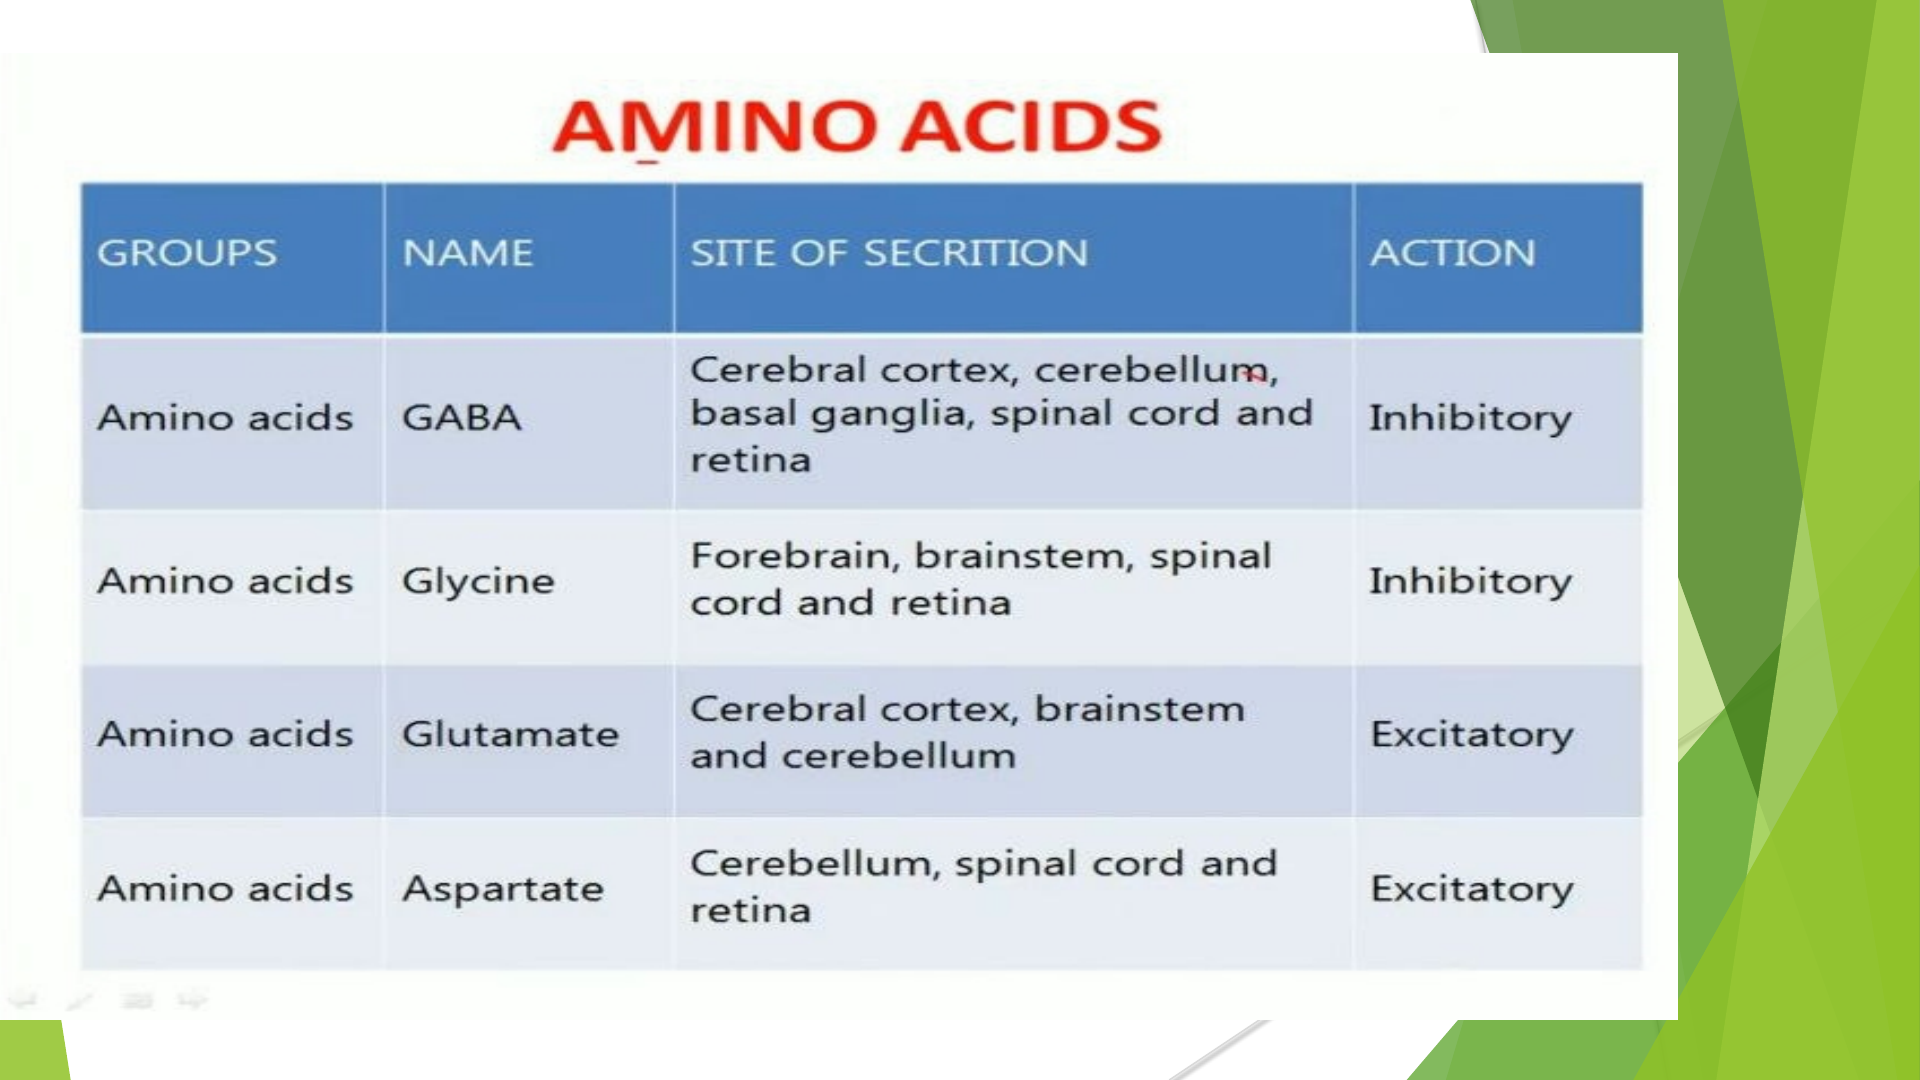 AMINO ACIDS
GROUPS NAME SITE OF SECRITION ACTION
Amino acids GABA Cerebral cortex, cerebellum,
basal ganglia, spinal cord and
retina Inhibitory
Amino acids Glycine Forebrain, brainstem, spinal
cord and retina Inhibitory
Amino acids Glutamate Cerebral cortex, brainstem
and cerebellum Excitatory
Amino acids Aspartate Cerebellum, spinal cord and
retina Excitatory